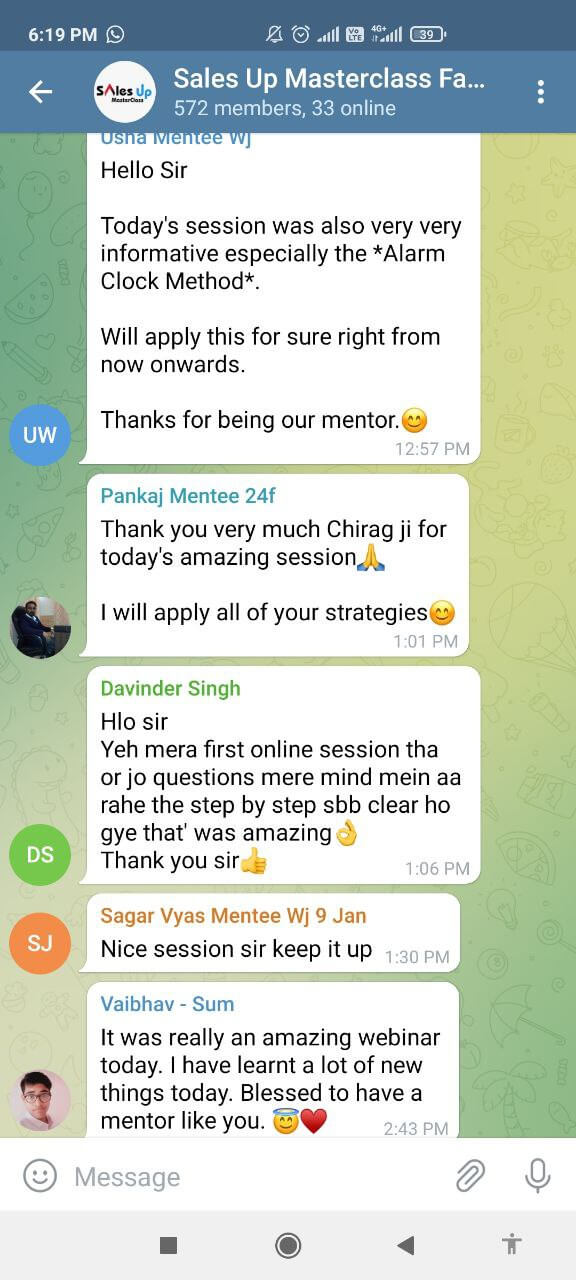 6:19 PM
Vo LTE
4G+
39
SALes Up
MasterClass
Sales Up Masterclass Fa...
572 members, 33 online
Usha Mentee Wj
Hello Sir
Today's session was also very very
informative especially the *Alarm
Clock Method*.
Will apply this for sure right from
now onwards.
Thanks for being our mentor.😊
12:57 PM
UW
Pankaj Mentee 24f
Thank you very much Chirag ji for
today's amazing session🙏
I will apply all of your strategies😊
1:01 PM
Davinder Singh
Hlo sir
Yeh mera first online session tha
or jo questions mere mind mein aa
rahe the step by step sbb clear ho
gye that' was amazing👌
Thank you sir👍
1:06 PM
DS
Sagar Vyas Mentee Wj 9 Jan
Nice session sir keep it up
1:30 PM
SJ
Vaibhav - Sum
It was really an amazing webinar
today. I have learnt a lot of new
things today. Blessed to have a
mentor like you. 😇♥️
2:43 PM
Message